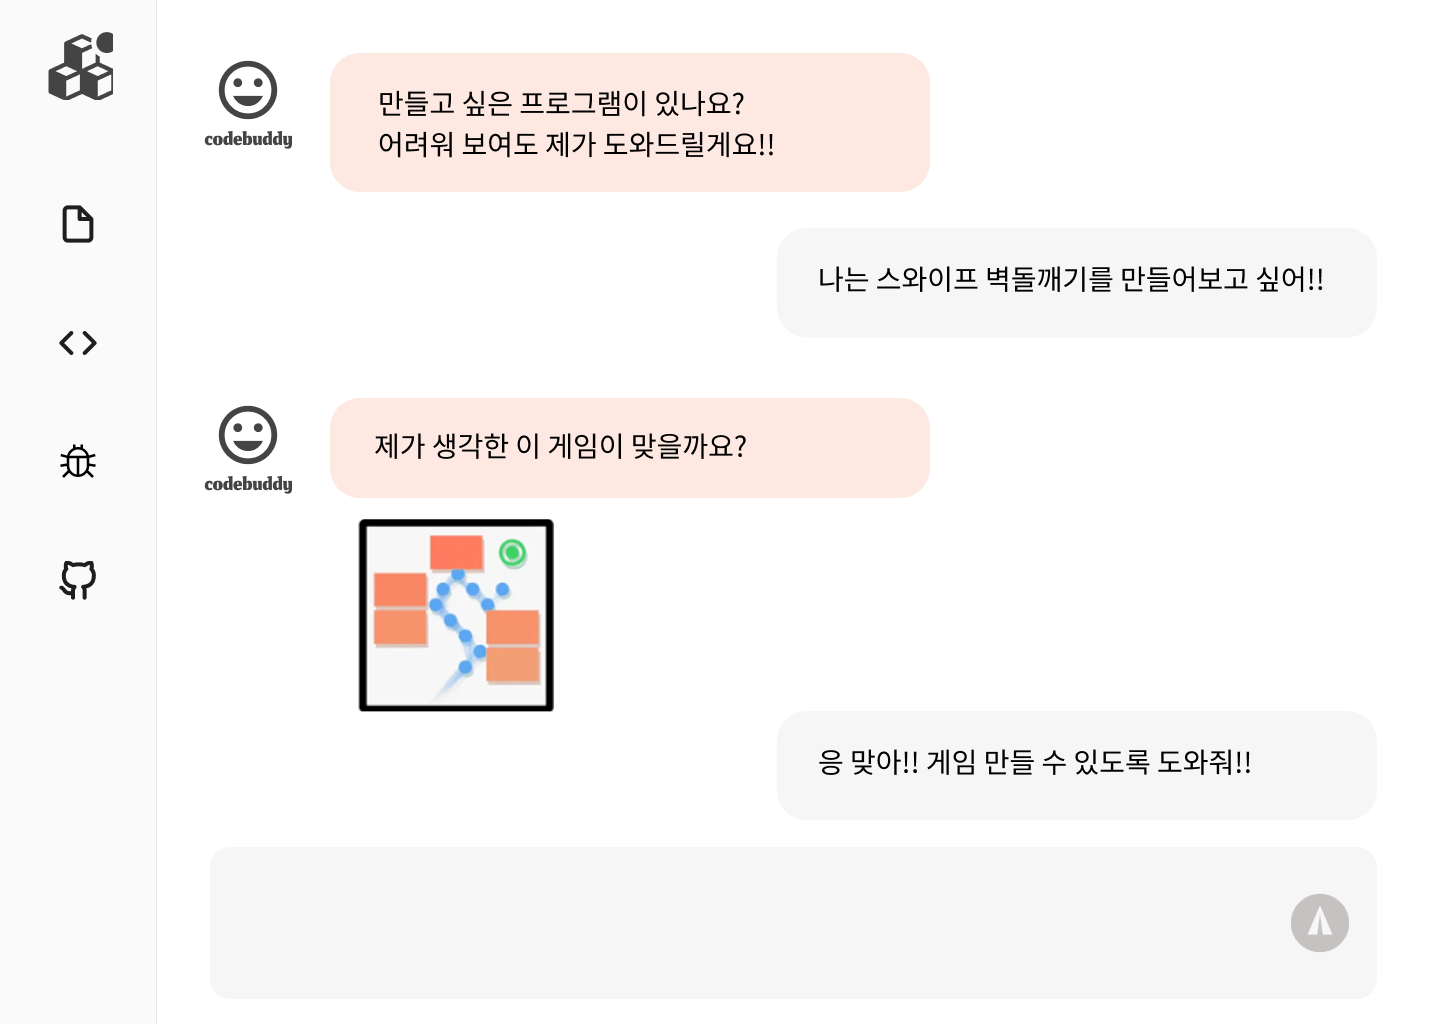 만들고 싶은 프로그램이 있나요?
어려워 보여도 제가 도와드릴게요!!
codebuddy
나는 스와이프 벽돌깨기를 만들어보고 싶어!!
제가 생각한 이 게임이 맞을까요?
codebuddy
응 맞아!! 게임 만들 수 있도록 도와줘!!